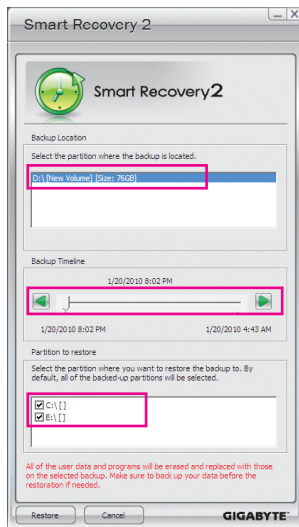 Smart Recovery 2
Smart Recovery2
Backup Location
Select the partition where the backup is located.
D:\ [New Volume] [Size: 76GB]
Backup Timeline
1/20/2010 8:02 PM
1/20/2010 8:02 PM 1/20/2010 4:43 AM
Partition to restore
Select the partition where you want to restore the backup to. By
default, all of the backed-up partitions will be selected.
C:\ [ ]
E:\ [ ]
All of the user data and programs will be erased and replaced with those
on the selected backup. Make sure to back up your data before the
restoration if needed.
Restore Cancel GIGABYTE™